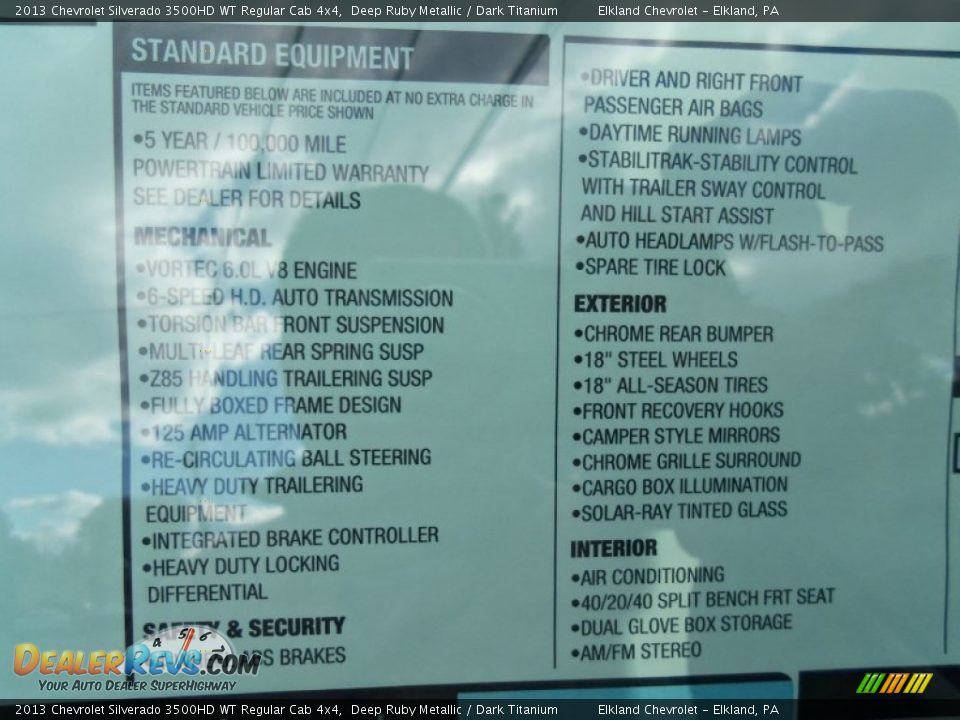 2013 Chevrolet Silverado 3500HD WT Regular Cab 4x4, Deep Ruby Metallic / Dark Titanium Elkland Chevrolet - Elkland, PA
STANDARD EQUIPMENT
ITEMS FEATURED BELOW ARE INCLUDED AT NO EXTRA CHARGE IN
THE STANDARD VEHICLE PRICE SHOWN
•5 YEAR / 100,000 MILE
POWERTRAIN LIMITED WARRANTY
SEE DEALER FOR DETAILS
MECHANICAL
•VORTEC 6.0L V8 ENGINE
•6-SPEED H.D. AUTO TRANSMISSION
•TORSION BAR FRONT SUSPENSION
•MULTI-LEAF REAR SPRING SUSP
•Z85 HANDLING TRAILERING SUSP
•FULLY BOXED FRAME DESIGN
•125 AMP ALTERNATOR
•RE-CIRCULATING BALL STEERING
•HEAVY DUTY TRAILERING
EQUIPMENT
•INTEGRATED BRAKE CONTROLLER
•HEAVY DUTY LOCKING
DIFFERENTIAL
SAFETY & SECURITY
ABS BRAKES
•DRIVER AND RIGHT FRONT
PASSENGER AIR BAGS
•DAYTIME RUNNING LAMPS
•STABILITRAK-STABILITY CONTROL
WITH TRAILER SWAY CONTROL
AND HILL START ASSIST
•AUTO HEADLAMPS W/FLASH-TO-PASS
•SPARE TIRE LOCK
EXTERIOR
•CHROME REAR BUMPER
•18" STEEL WHEELS
•18" ALL-SEASON TIRES
•FRONT RECOVERY HOOKS
•CAMPER STYLE MIRRORS
•CHROME GRILLE SURROUND
•CARGO BOX ILLUMINATION
•SOLAR-RAY TINTED GLASS
INTERIOR
•AIR CONDITIONING
•40/20/40 SPLIT BENCH FRT SEAT
•DUAL GLOVE BOX STORAGE
•AM/FM STEREO
4 5 6 7
DealerRevs.com
Your Auto Dealer SuperHighway
2013 Chevrolet Silverado 3500HD WT Regular Cab 4x4, Deep Ruby Metallic / Dark Titanium Elkland Chevrolet - Elkland, PA